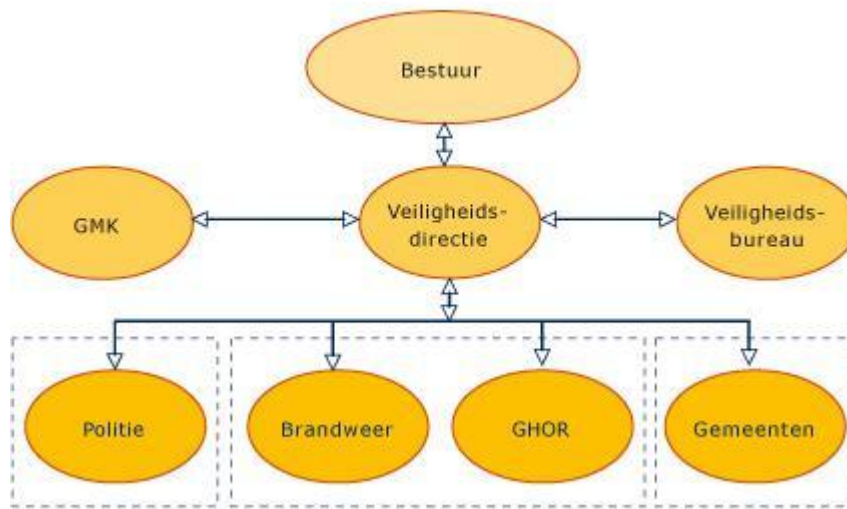 Bestuur
GMK
Veiligheids-
directie
Veiligheids-
bureau
Politie
Brandweer
GHOR
Gemeenten